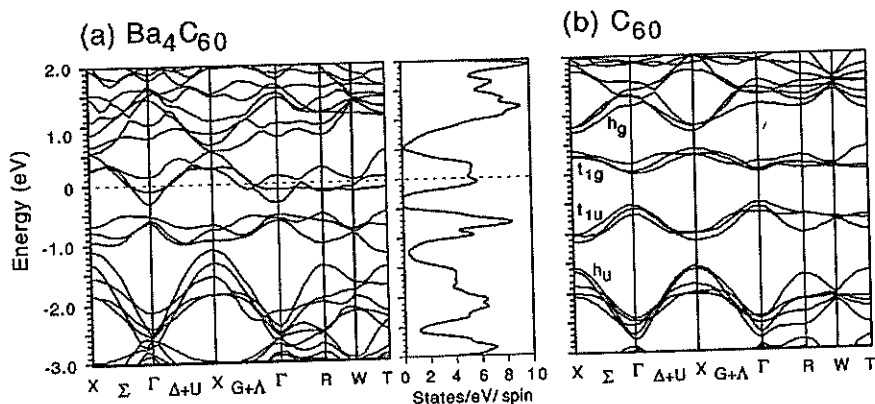 (a) Ba4C60
(b) C60
Energy (eV)
2.0
1.0
0
-1.0
-2.0
-3.0
X Σ Γ Δ+U X G+Λ Γ R W T
0 2 4 6 8 10
States/eV/spin
hg
t1g
t1u
hu
X Σ Γ Δ+U X G+Λ Γ R W T